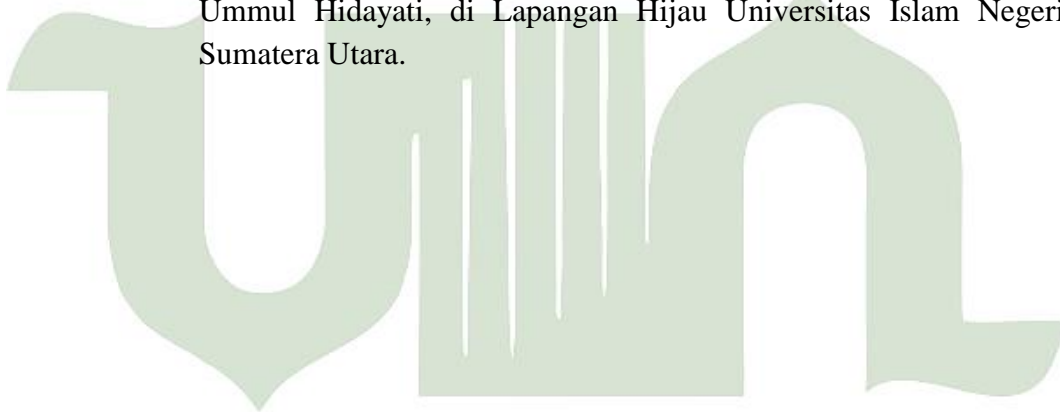 Ummul Hidayati, di Lapangan Hijau Universitas Islam Negeri
Sumatera Utara.